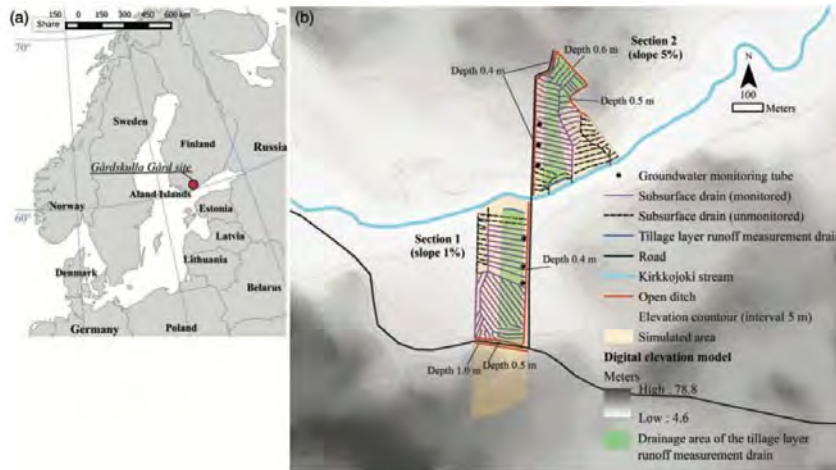 (a)
150 0 150 300 450 600 km
Share
70°
Sweden
Finland
Russia
Gårdskulla Gård site
Åland-Islands
Norway
60°
Estonia
Latvia
Lithuania
Denmark
Belarus
Germany
Poland
(b)
Section 2
(slope 5%)
Depth 0.6 m
Depth 0.4 m
Depth 0.5 m
N
100
Meters
Section 1
(slope 1%)
Depth 0.4 m
Depth 1.0 m
Depth 0.5 m
Groundwater monitoring tube
Subsurface drain (monitored)
Subsurface drain (unmonitored)
Tillage layer runoff measurement drain
Road
Kirkkojoki stream
Open ditch
Elevation countour (interval 5 m)
Simulated area
Digital elevation model
Meters
High : 78.8
Low : 4.6
Drainage area of the tillage layer
runoff measurement drain